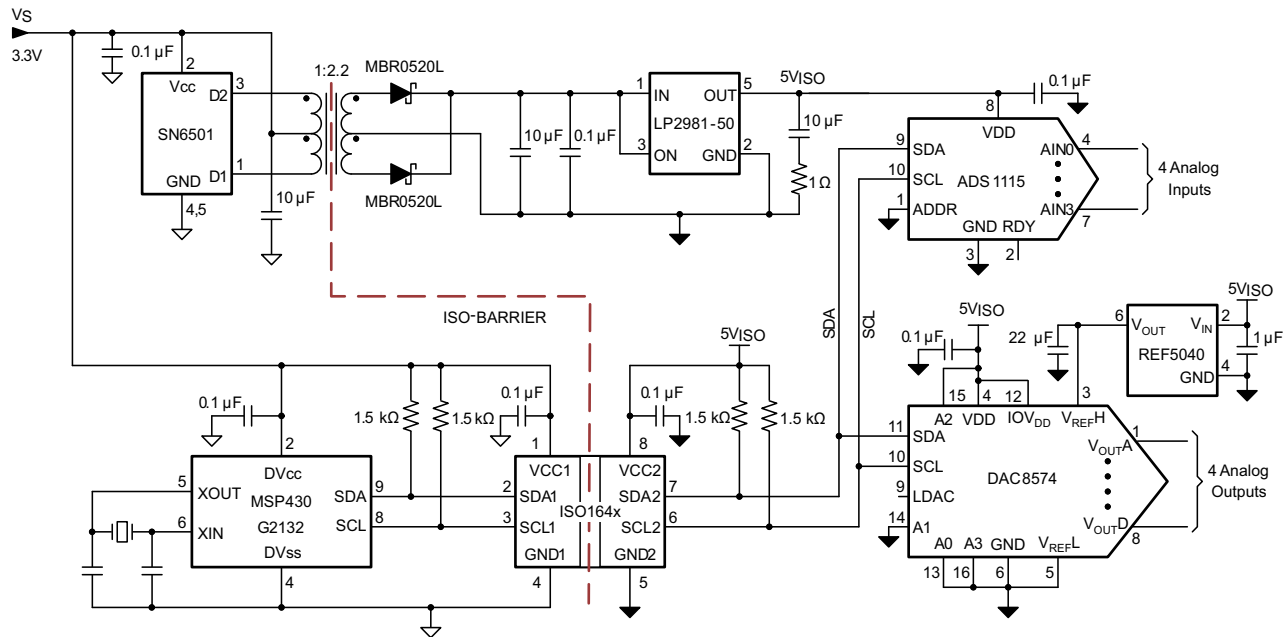 VS
3.3V
0.1 µF
2
Vcc
3
D2
SN6501
1
D1
GND
4,5
10 µF
1:2.2
MBR0520L
MBR0520L
10 µF
0.1 µF
1
IN
OUT
5
LP2981-50
3
ON
GND
2
5VISO
10 µF
1 Ω
0.1 µF
8
VDD
9
SDA
10
SCL
1
ADDR
ADS1115
AIN0
4
AIN3
7
GND
RDY
3
2
4 Analog
Inputs
ISO-BARRIER
SDA
SCL
0.1 µF
2
DVcc
5
XOUT
MSP430
G2132
6
XIN
SDA
9
SCL
8
DVss
4
1.5 kΩ
1.5 kΩ
0.1 µF
1
VCC1
2
SDA1
3
SCL1
GND1
4
ISO164x
5VISO
0.1 µF
8
VCC2
SDA2
7
SCL2
6
GND2
5
1.5 kΩ
1.5 kΩ
5VISO
0.1 µF
15
4
12
3
A2
VDD
IOVDD
VREFH
11
SDA
10
SCL
9
LDAC
14
A1
DAC8574
VOUTA
1
VOUTD
8
A0
A3
GND
VREFL
13
16
6
5
4 Analog
Outputs
22 µF
6
VOUT
VIN
2
REF5040
GND
4
5VISO
1 µF